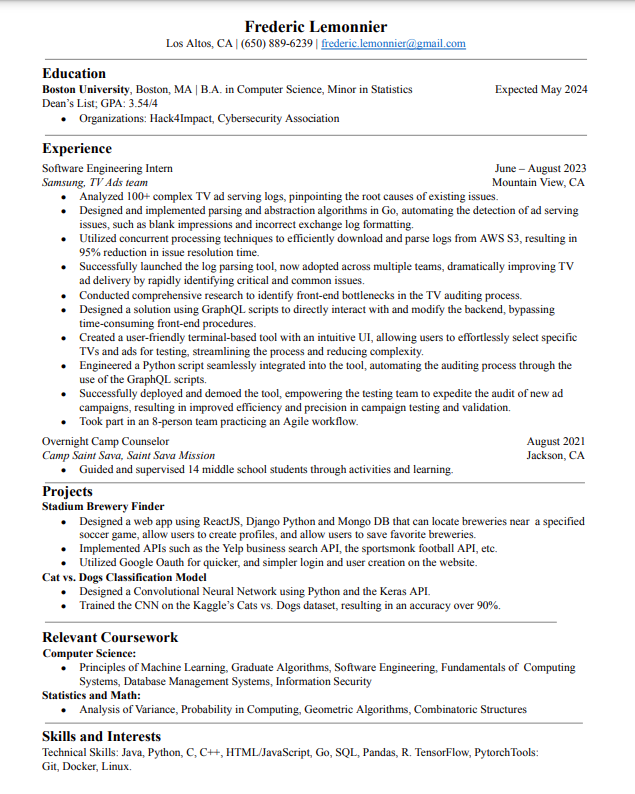 Frederic Lemonnier
Los Altos, CA | (650) 889-6239 | frederic.lemonnier@gmail.com
Education
Boston University, Boston, MA | B.A. in Computer Science, Minor in Statistics Expected May 2024
Dean's List; GPA: 3.54/4
• Organizations: Hack4Impact, Cybersecurity Association
Experience
Software Engineering Intern June – August 2023
Samsung, TV Ads team Mountain View, CA
• Analyzed 100+ complex TV ad serving logs, pinpointing the root causes of existing issues.
• Designed and implemented parsing and abstraction algorithms in Go, automating the detection of ad serving
issues, such as blank impressions and incorrect exchange log formatting.
• Utilized concurrent processing techniques to efficiently download and parse logs from AWS S3, resulting in
95% reduction in issue resolution time.
• Successfully launched the log parsing tool, now adopted across multiple teams, dramatically improving TV
ad delivery by rapidly identifying critical and common issues.
• Conducted comprehensive research to identify front-end bottlenecks in the TV auditing process.
• Designed a solution using GraphQL scripts to directly interact with and modify the backend, bypassing
time-consuming front-end procedures.
• Created a user-friendly terminal-based tool with an intuitive UI, allowing users to effortlessly select specific
TVs and ads for testing, streamlining the process and reducing complexity.
• Engineered a Python script seamlessly integrated into the tool, automating the auditing process through the
use of the GraphQL scripts.
• Successfully deployed and demoed the tool, empowering the testing team to expedite the audit of new ad
campaigns, resulting in improved efficiency and precision in campaign testing and validation.
• Took part in an 8-person team practicing an Agile workflow.
Overnight Camp Counselor August 2021
Camp Saint Sava, Saint Sava Mission Jackson, CA
• Guided and supervised 14 middle school students through activities and learning.
Projects
Stadium Brewery Finder
• Designed a web app using ReactJS, Django Python and Mongo DB that can locate breweries near a specified
soccer game, allow users to create profiles, and allow users to save favorite breweries.
• Implemented APIs such as the Yelp business search API, the sportsmonk football API, etc.
• Utilized Google Oauth for quicker, and simpler login and user creation on the website.
Cat vs. Dogs Classification Model
• Designed a Convolutional Neural Network using Python and the Keras API.
• Trained the CNN on the Kaggle's Cats vs. Dogs dataset, resulting in an accuracy over 90%.
Relevant Coursework
Computer Science:
• Principles of Machine Learning, Graduate Algorithms, Software Engineering, Fundamentals of Computing
Systems, Database Management Systems, Information Security
Statistics and Math:
• Analysis of Variance, Probability in Computing, Geometric Algorithms, Combinatoric Structures
Skills and Interests
Technical Skills: Java, Python, C, C++, HTML/JavaScript, Go, SQL, Pandas, R. TensorFlow, PytorchTools:
Git, Docker, Linux.